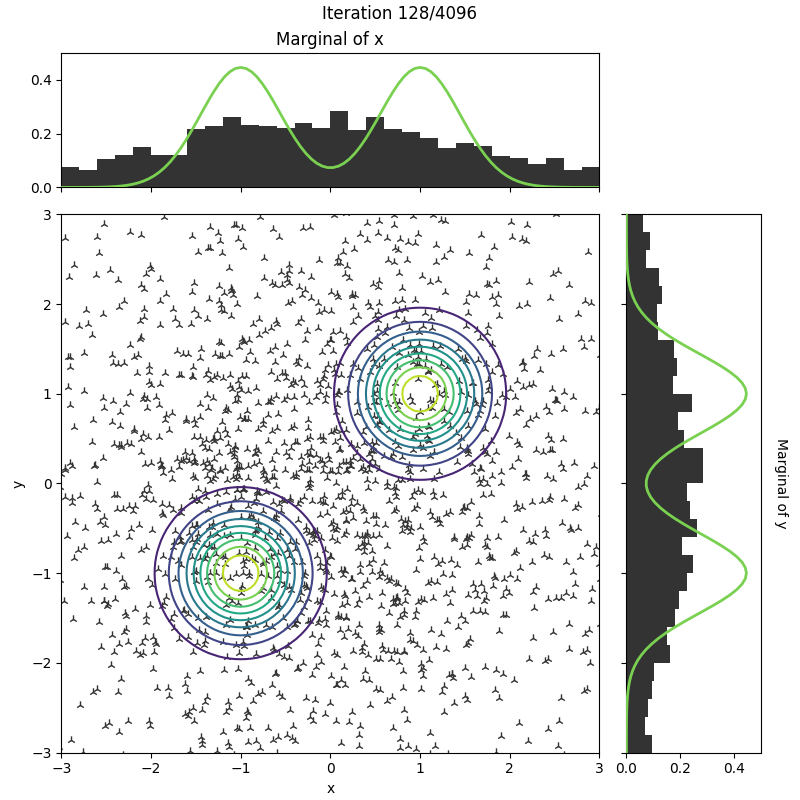 Iteration 128/4096
Marginal of x
0.4
0.2
0.0
3
2
1
0
−1
−2
−3
y
−3 −2 −1 0 1 2 3
x
0.0 0.2 0.4
Marginal of y